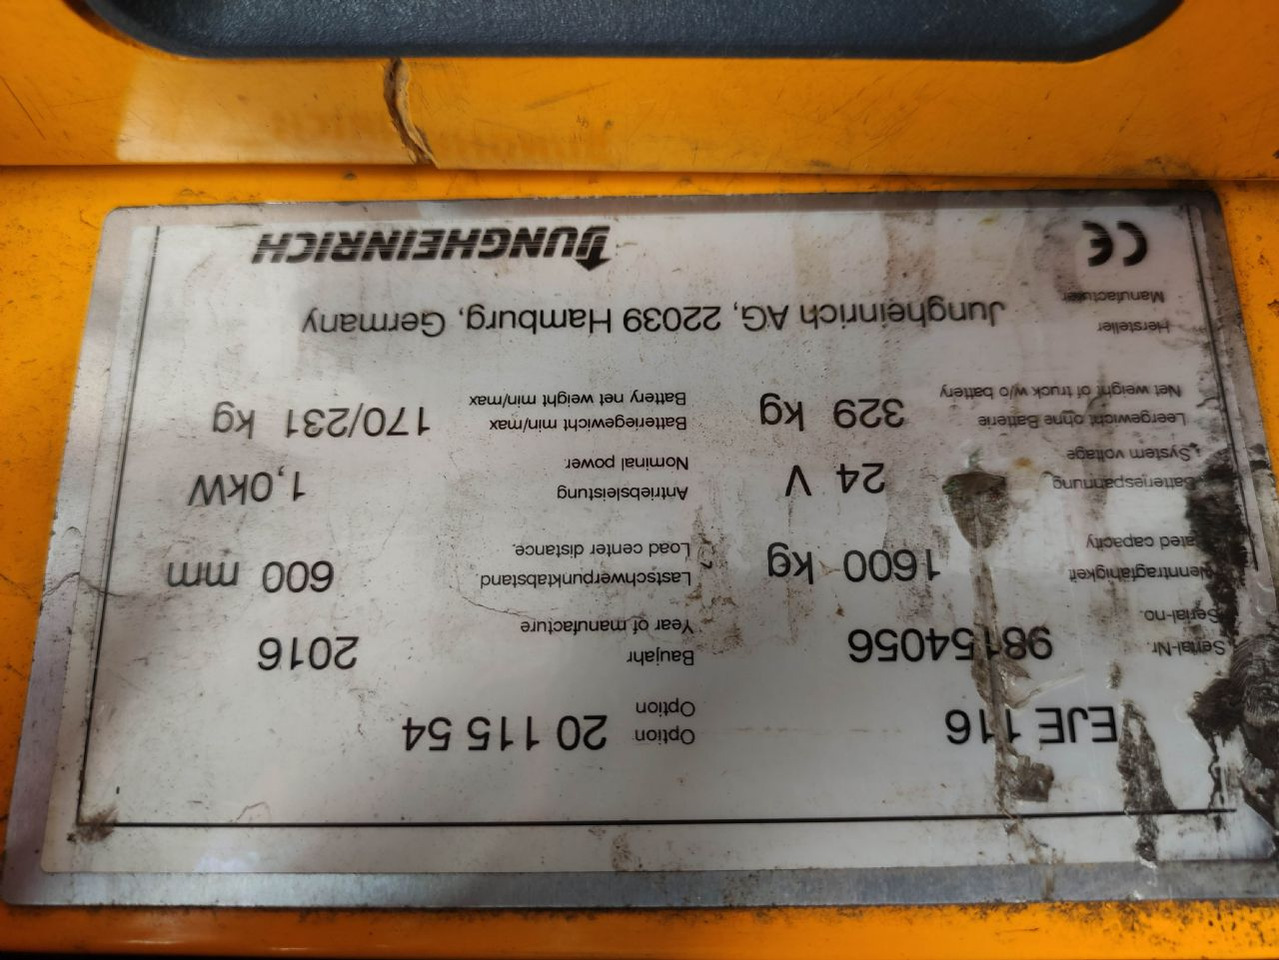 EJE 116 Option 20 115 54
Option
Serial-Nr. 98154056 Baujahr 2016
Serial-no. Year of manufacture
Nenntragfähigkeit 1600 kg Lastschwerpunktabstand 600 mm
Rated capacity Load center distance
Batteriespannung 24 V Antriebsleistung 1,0kW
System voltage Nominal power
Leergewicht ohne Batterie 329 kg Batteriegewicht min/max 170/231 kg
Net weight of truck w/o battery Battery net weight min/max
Hersteller Jungheinrich AG, 22039 Hamburg, Germany
Manufacturer
CE JUNGHEINRICH